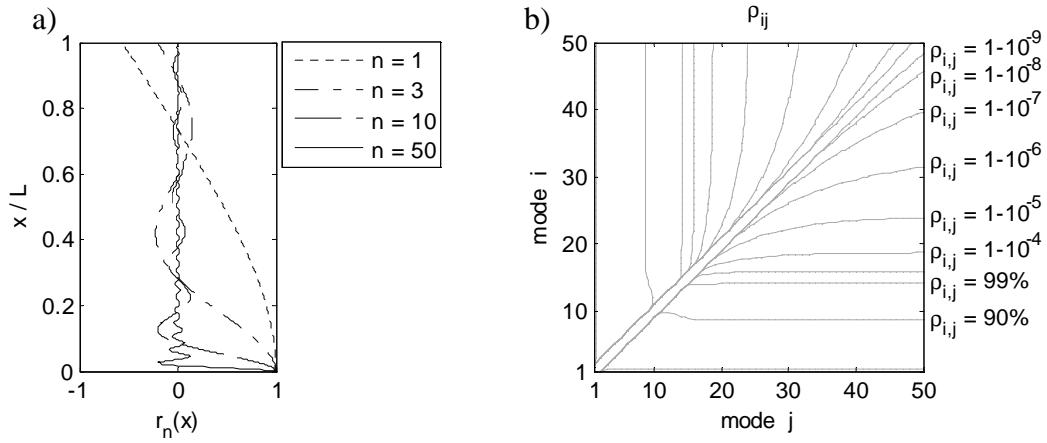 a)
1
0.8
0.6
0.4
0.2
0
-1
0
1
x / L
r_n(x)
n = 1
n = 3
n = 10
n = 50
b)
ρ_ij
50
40
30
20
10
1
1
10
20
30
40
50
mode i
mode j
ρ_i,j = 1-10^-9
ρ_i,j = 1-10^-8
ρ_i,j = 1-10^-7
ρ_i,j = 1-10^-6
ρ_i,j = 1-10^-5
ρ_i,j = 1-10^-4
ρ_i,j = 99%
ρ_i,j = 90%